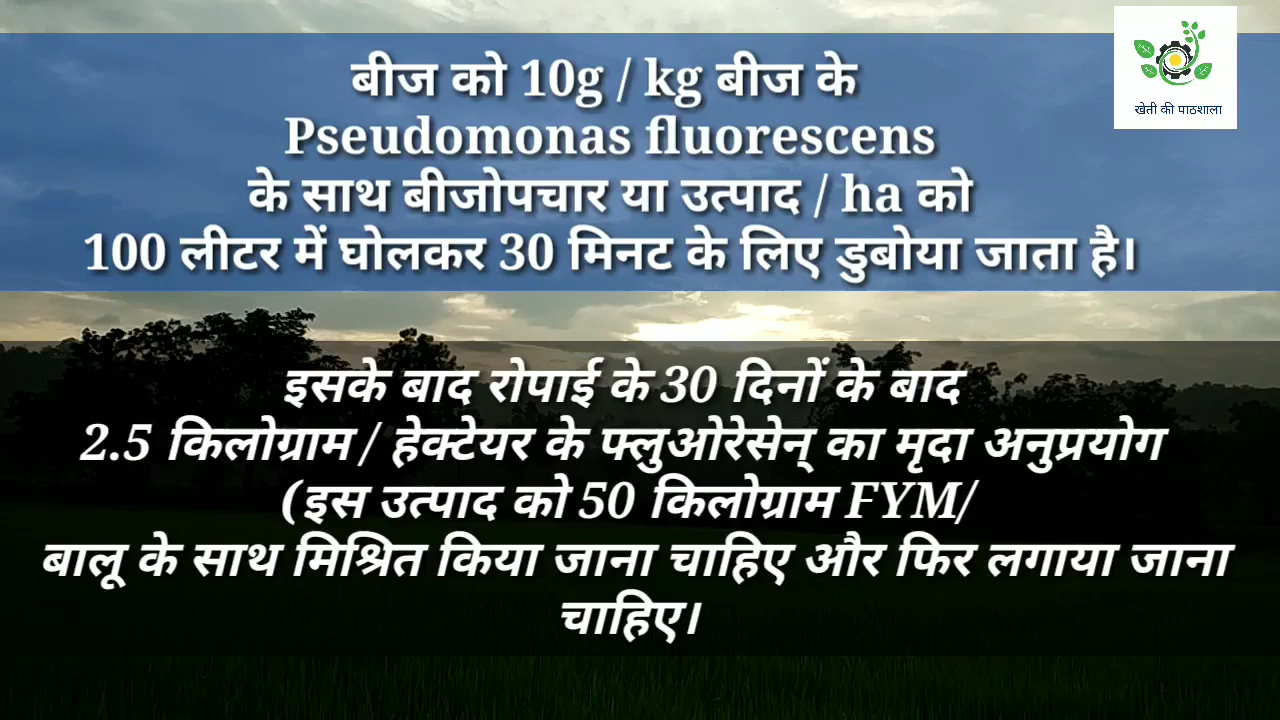 खेती की पाठशाला
बीज को 10g / kg बीज के
Pseudomonas fluorescens
के साथ बीजोपचार या उत्पाद / ha को
100 लीटर में घोलकर 30 मिनट के लिए डुबोया जाता है।
इसके बाद रोपाई के 30 दिनों के बाद
2.5 किलोग्राम / हेक्टेयर के फ्लुओरेसेन् का मृदा अनुप्रयोग
(इस उत्पाद को 50 किलोग्राम FYM/
बालू के साथ मिश्रित किया जाना चाहिए और फिर लगाया जाना
चाहिए।